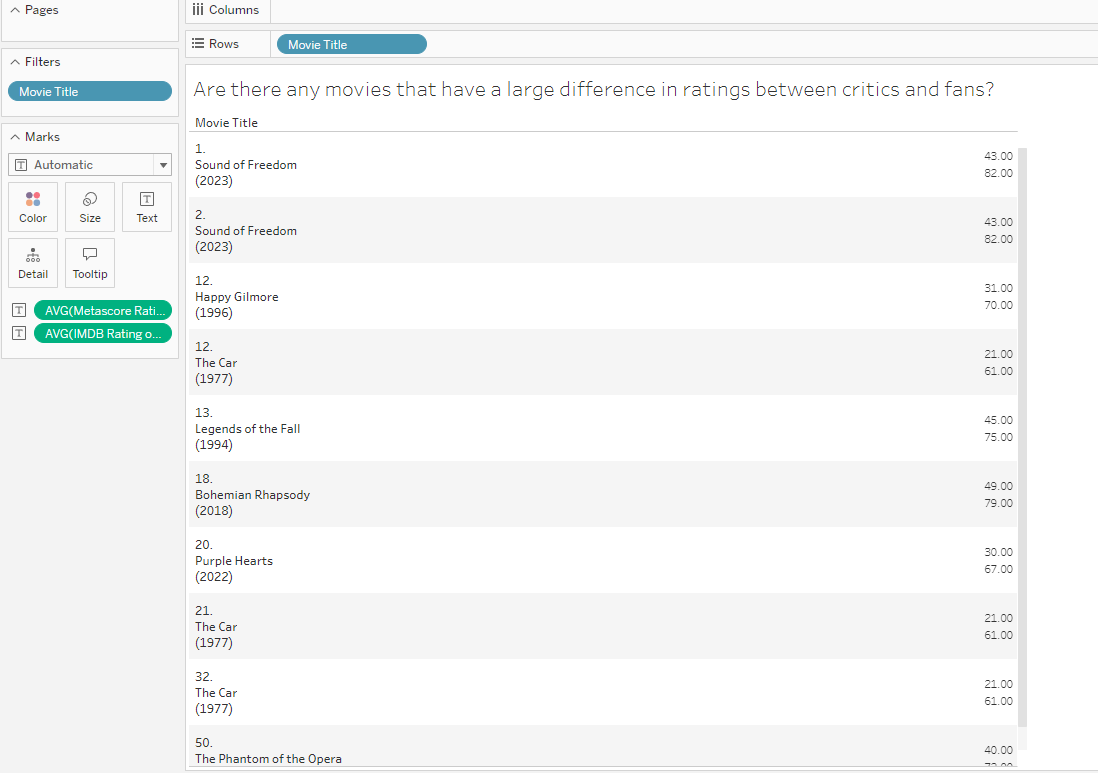 Pages
Columns
Rows
Movie Title
Filters
Movie Title
Marks
Automatic
Color
Size
Text
Detail
Tooltip
AVG(Metascore Rati...
AVG(IMDB Rating o...
Are there any movies that have a large difference in ratings between critics and fans?
Movie Title
1.
Sound of Freedom
(2023)
43.00
82.00
2.
Sound of Freedom
(2023)
43.00
82.00
12.
Happy Gilmore
(1996)
31.00
70.00
12.
The Car
(1977)
21.00
61.00
13.
Legends of the Fall
(1994)
45.00
75.00
18.
Bohemian Rhapsody
(2018)
49.00
79.00
20.
Purple Hearts
(2022)
30.00
67.00
21.
The Car
(1977)
21.00
61.00
32.
The Car
(1977)
21.00
61.00
50.
The Phantom of the Opera
40.00